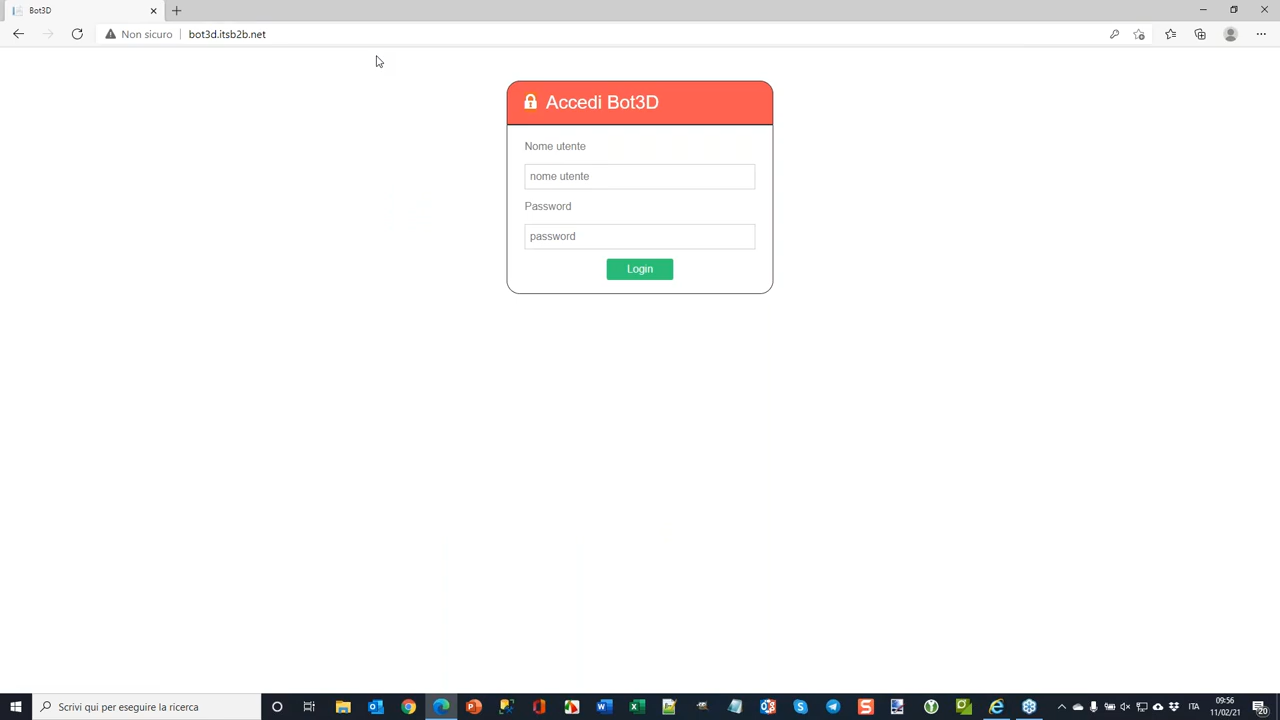 Bot3D
Non sicuro
bot3d.itsb2b.net
Accedi Bot3D
Nome utente
nome utente
Password
password
Login
Scrivi qui per eseguire la ricerca
ITA
09:56
11/02/21
20